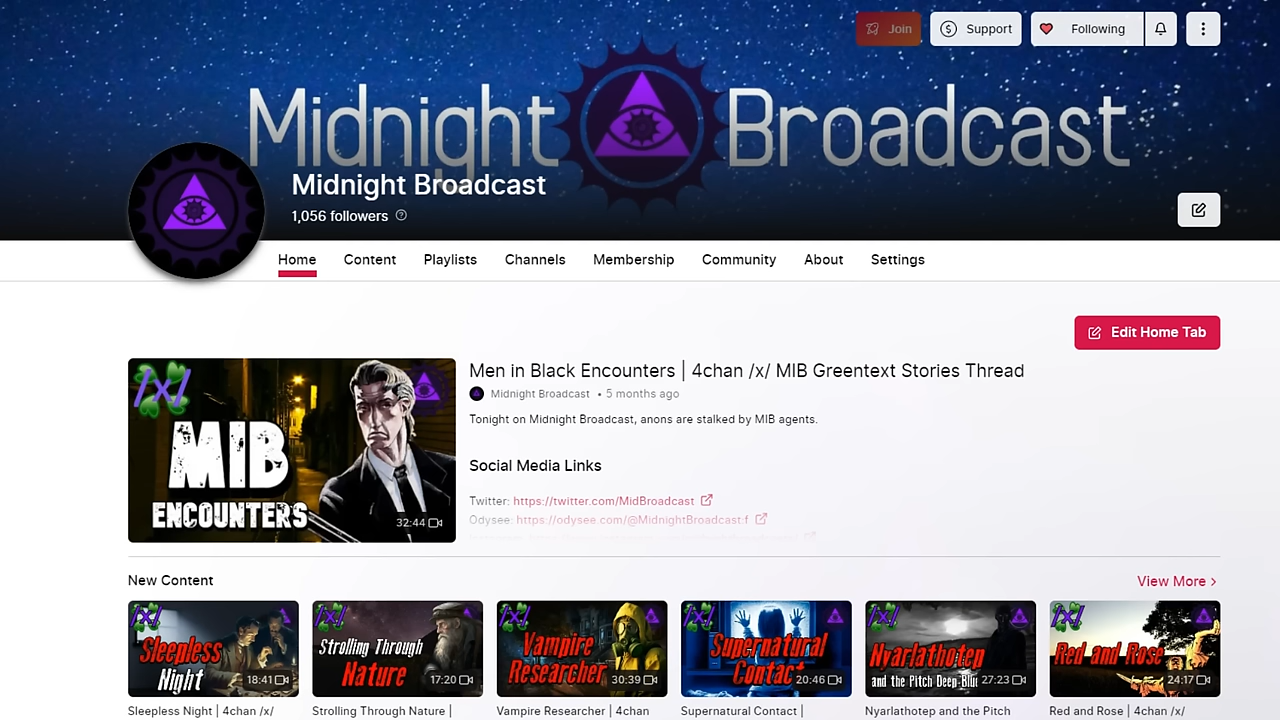 Join
Support
Following
Midnight Broadcast
Midnight Broadcast
1,056 followers
Home
Content
Playlists
Channels
Membership
Community
About
Settings
Edit Home Tab
/X/
MIB
ENCOUNTERS
32:44
Men in Black Encounters | 4chan /x/ MIB Greentext Stories Thread
Midnight Broadcast • 5 months ago
Tonight on Midnight Broadcast, anons are stalked by MIB agents.
Social Media Links
Twitter: https://twitter.com/MidBroadcast
Odysee: https://odysee.com/@MidnightBroadcast:f
New Content
View More
/X/
Sleepless
Night
18:41
/X/
Strolling Through
Nature
17:20
/X/
Vampire
Researcher
30:39
/X/
Supernatural
Contact
20:46
/X/
Nyarlathotep
and the Pitch Deep Blue
27:23
/X/
Red and Rose
24:17
Sleepless Night | 4chan /x/
Strolling Through Nature |
Vampire Researcher | 4chan
Supernatural Contact |
Nyarlathotep and the Pitch
Red and Rose | 4chan /x/